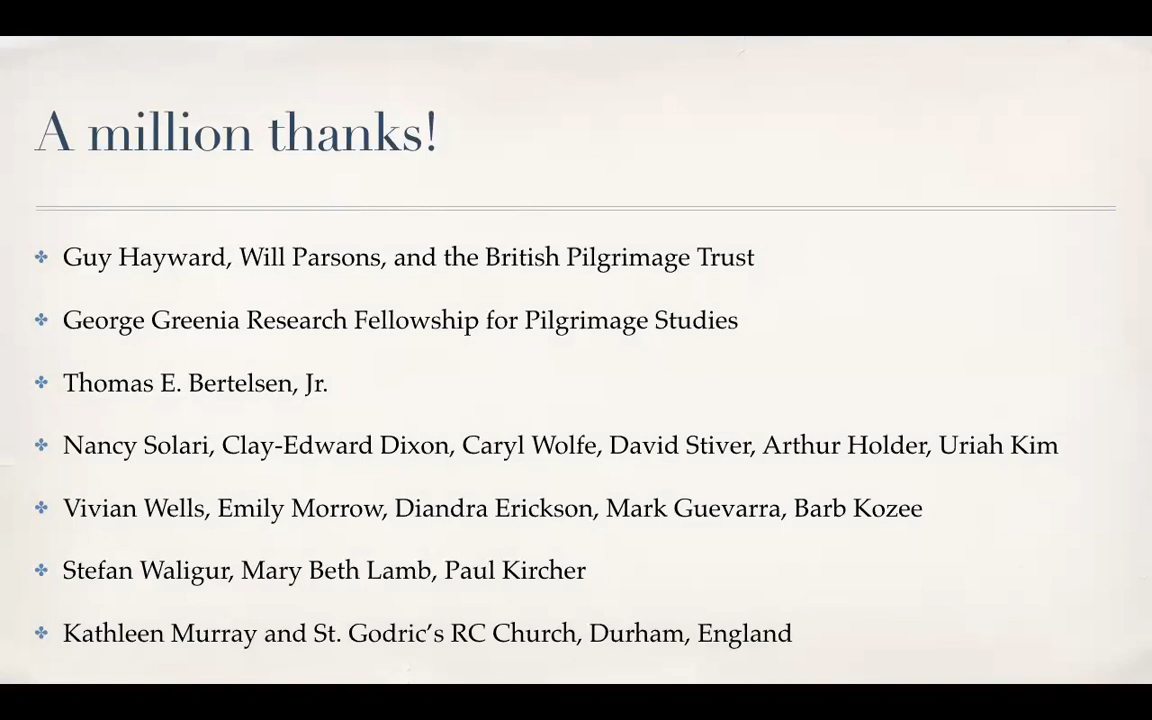 A million thanks!
Guy Hayward, Will Parsons, and the British Pilgrimage Trust
George Greenia Research Fellowship for Pilgrimage Studies
Thomas E. Bertelsen, Jr.
Nancy Solari, Clay-Edward Dixon, Caryl Wolfe, David Stiver, Arthur Holder, Uriah Kim
Vivian Wells, Emily Morrow, Diandra Erickson, Mark Guevarra, Barb Kozee
Stefan Waligur, Mary Beth Lamb, Paul Kircher
Kathleen Murray and St. Godric’s RC Church, Durham, England